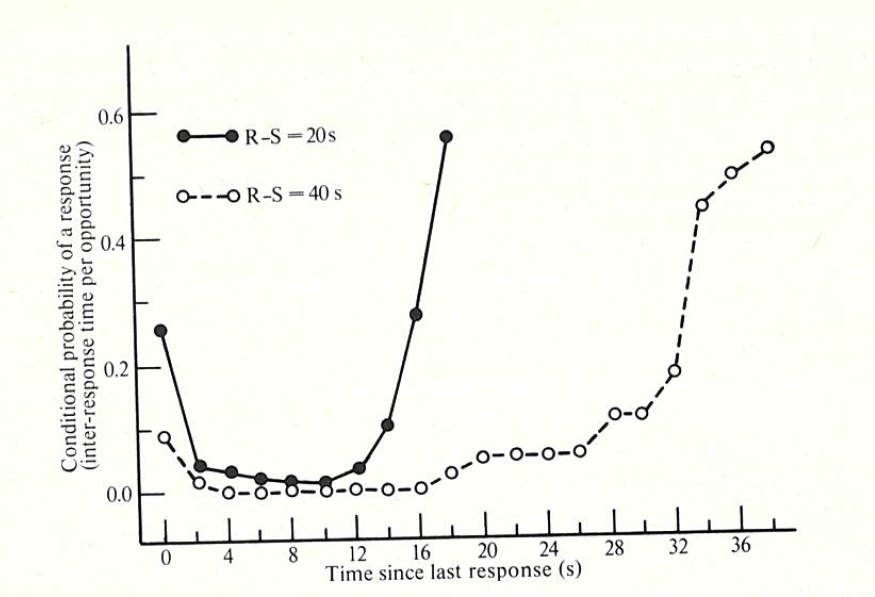 Conditional probability of a response
(inter-response time per opportunity)
0.6
0.4
0.2
0.0
R-S = 20s
R-S = 40 s
0 4 8 12 16 20 24 28 32 36
Time since last response (s)